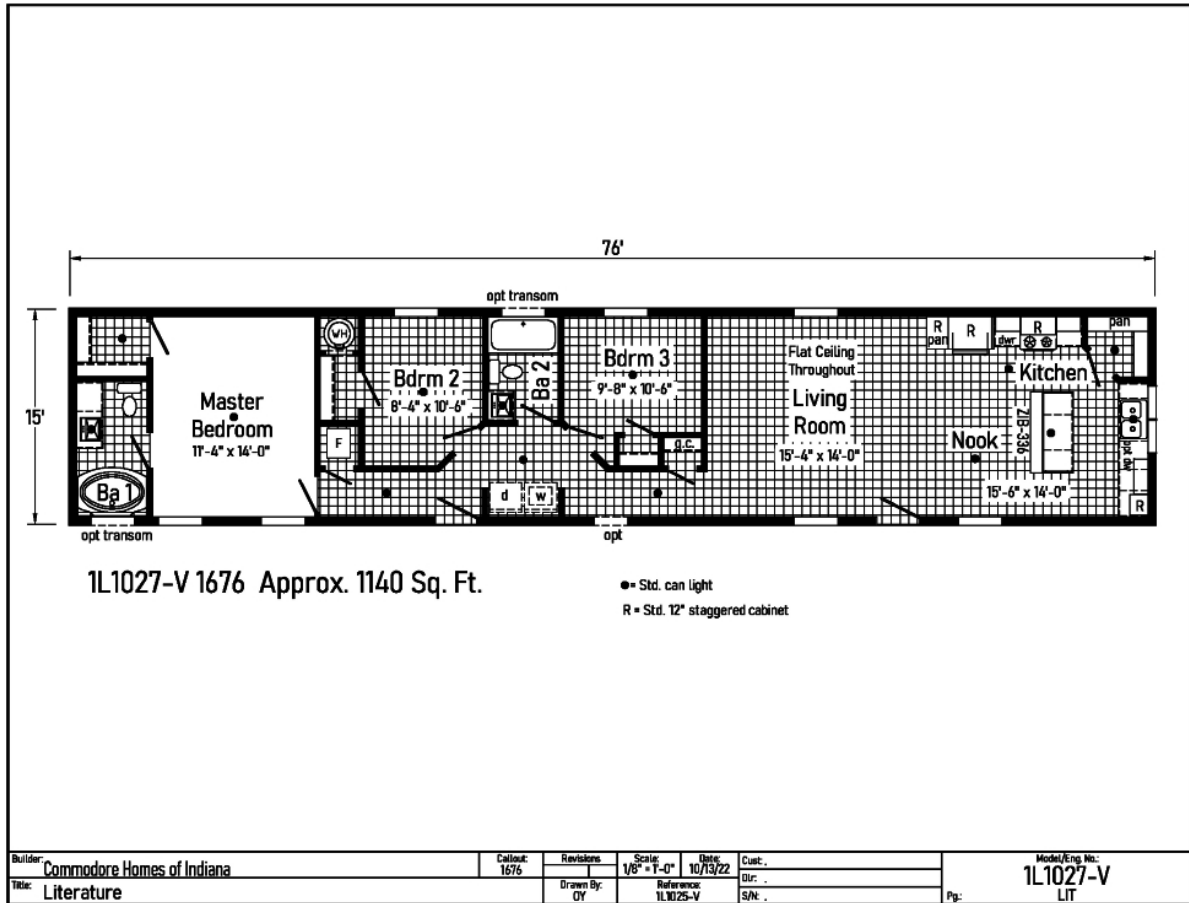 76'
opt transom
15'
WH
Master
Bedroom
11'-4" x 14'-0"
Bdrm 2
8'-4" x 10'-6"
F
Ba 2
Bdrm 3
9'-8" x 10'-6"
g.c.
d
w
Flat Ceiling
Throughout
Living
Room
15'-4" x 14'-0"
R
pan
R
dwr
R
pan
Kitchen
Nook
Z1B-336
15'-6" x 14'-0"
opt dw
R
Ba 1
opt transom
opt
1L1027-V 1676 Approx. 1140 Sq. Ft.
●= Std. can light
R = Std. 12" staggered cabinet
Builder: Commodore Homes of Indiana
Title: Literature
Callout: 1676
Revisions
Scale: 1/8" = 1'-0"
Date: 10/13/22
Drawn By: OY
Reference: 1L1025-V
Cust: .
Dlr: .
S/N: .
Model/Eng. No.: 1L1027-V
Pg.: LIT